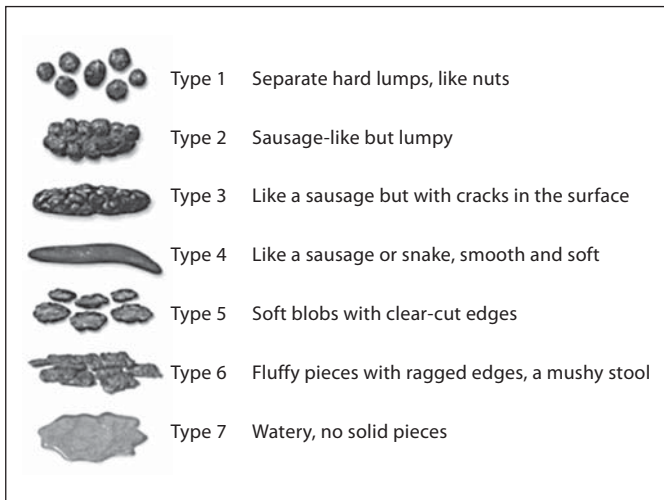 Type 1 Separate hard lumps, like nuts
Type 2 Sausage-like but lumpy
Type 3 Like a sausage but with cracks in the surface
Type 4 Like a sausage or snake, smooth and soft
Type 5 Soft blobs with clear-cut edges
Type 6 Fluffy pieces with ragged edges, a mushy stool
Type 7 Watery, no solid pieces